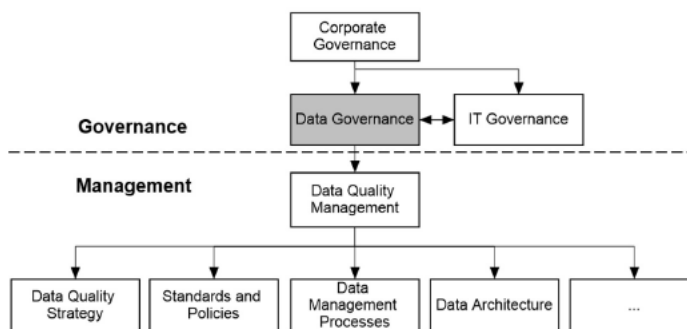 Corporate
Governance
Data Governance
IT Governance
Governance
Management
Data Quality
Management
Data Quality
Strategy
Standards and
Policies
Data
Management
Processes
Data Architecture
...